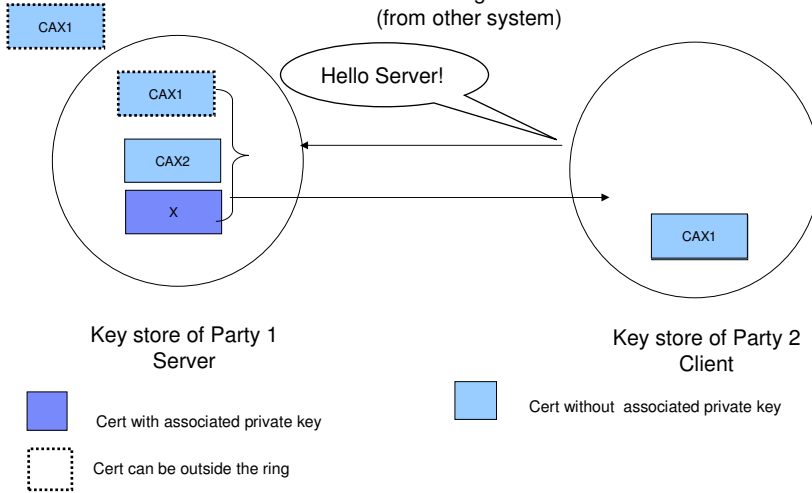 (from other system)
CAX1
Hello Server!
CAX1
CAX2
X
CAX1
Key store of Party 1
Server
Key store of Party 2
Client
Cert with associated private key
Cert without associated private key
Cert can be outside the ring